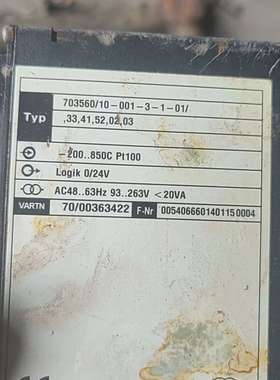 703560/10-001-3-1-01/
Typ ,33,41,52,02,03
-200..850C Pt100
Logik 0/24V
AC48..63Hz 93..263V <20VA
VARTN 70/00363422 F-Nr 0054066601401150004